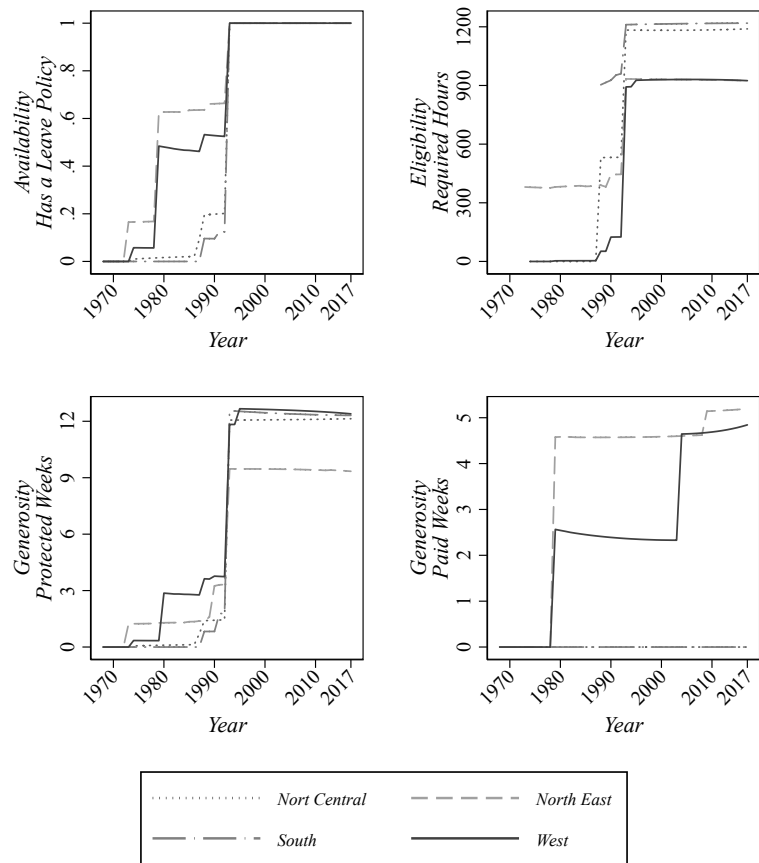 Availability
Has a Leave Policy
1
.8
.6
.4
.2
0
1970
1980
1990
2000
2010
2017
Year
Eligibility
Required Hours
1200
900
600
300
0
1970
1980
1990
2000
2010
2017
Year
Generosity
Protected Weeks
12
9
6
3
0
1970
1980
1990
2000
2010
2017
Year
Generosity
Paid Weeks
5
4
3
2
1
0
1970
1980
1990
2000
2010
2017
Year
Nort Central
North East
South
West